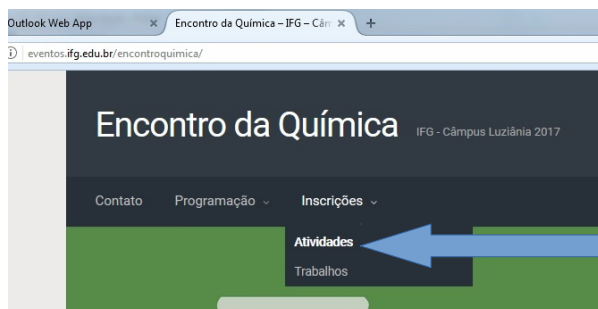 Outlook Web App
Encontro da Química – IFG – Câm
eventos.ifg.edu.br/encontroquimica/
Encontro da Química IFG - Câmpus Luziânia 2017
Contato Programação Inscrições
Atividades
Trabalhos